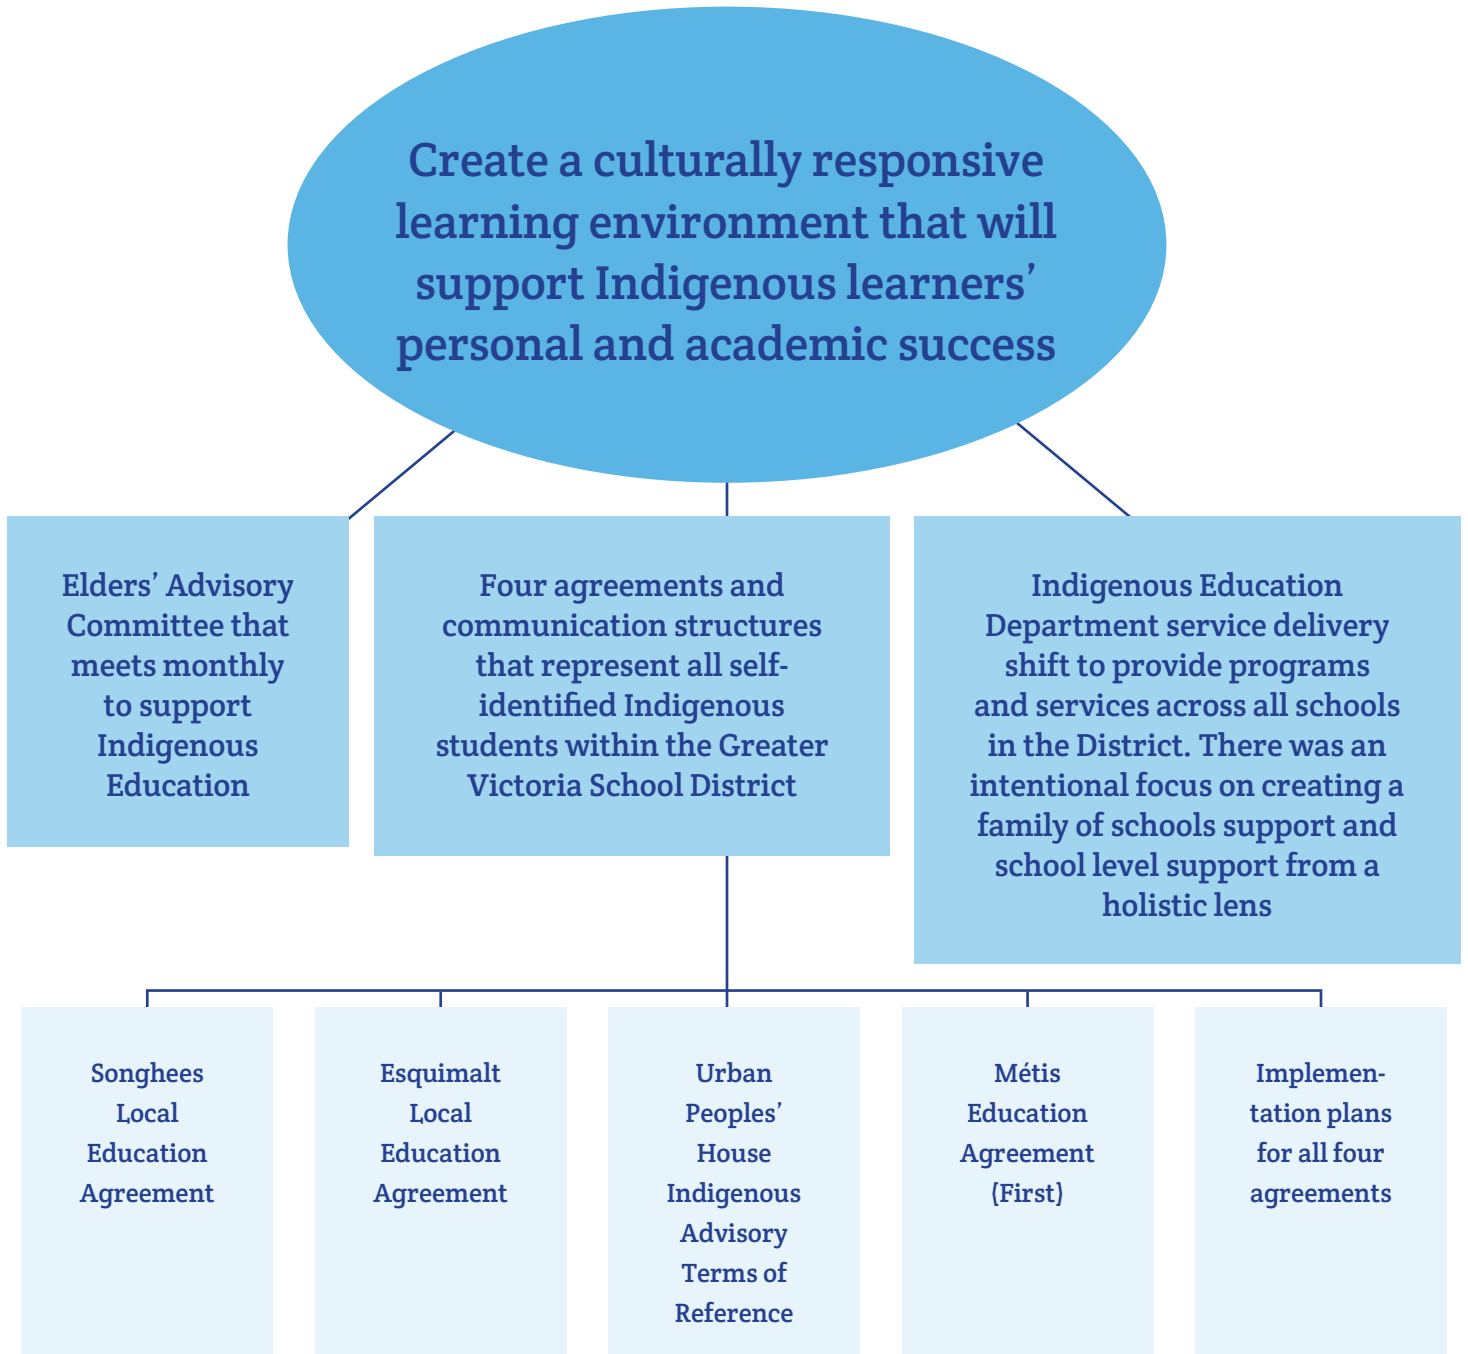 Create a culturally responsive
learning environment that will
support Indigenous learners’
personal and academic success
Elders’ Advisory
Committee that
meets monthly
to support
Indigenous
Education
Four agreements and
communication structures
that represent all self-
identified Indigenous
students within the Greater
Victoria School District
Indigenous Education
Department service delivery
shift to provide programs
and services across all schools
in the District. There was an
intentional focus on creating a
family of schools support and
school level support from a
holistic lens
Songhees
Local
Education
Agreement
Esquimalt
Local
Education
Agreement
Urban
Peoples’
House
Indigenous
Advisory
Terms of
Reference
Métis
Education
Agreement
(First)
Implemen-
tation plans
for all four
agreements